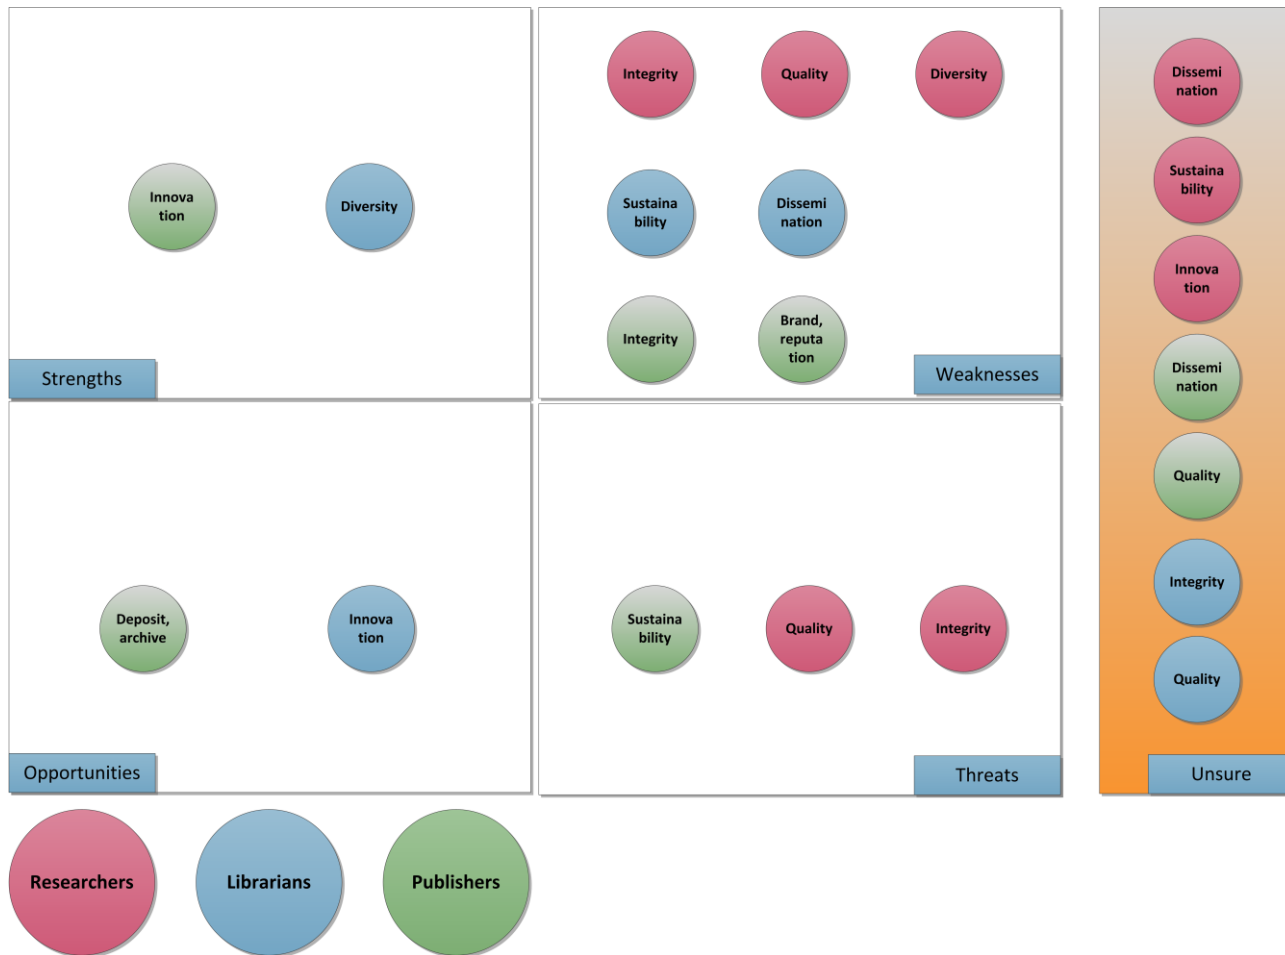 Innova
tion
Diversity
Strengths
Integrity
Quality
Diversity
Sustaina
bility
Dissemi
nation
Integrity
Brand,
reputa
tion
Weaknesses
Deposit,
archive
Innova
tion
Opportunities
Sustaina
bility
Quality
Integrity
Threats
Dissemi
nation
Sustaina
bility
Innova
tion
Dissemi
nation
Quality
Integrity
Quality
Unsure
Researchers
Librarians
Publishers